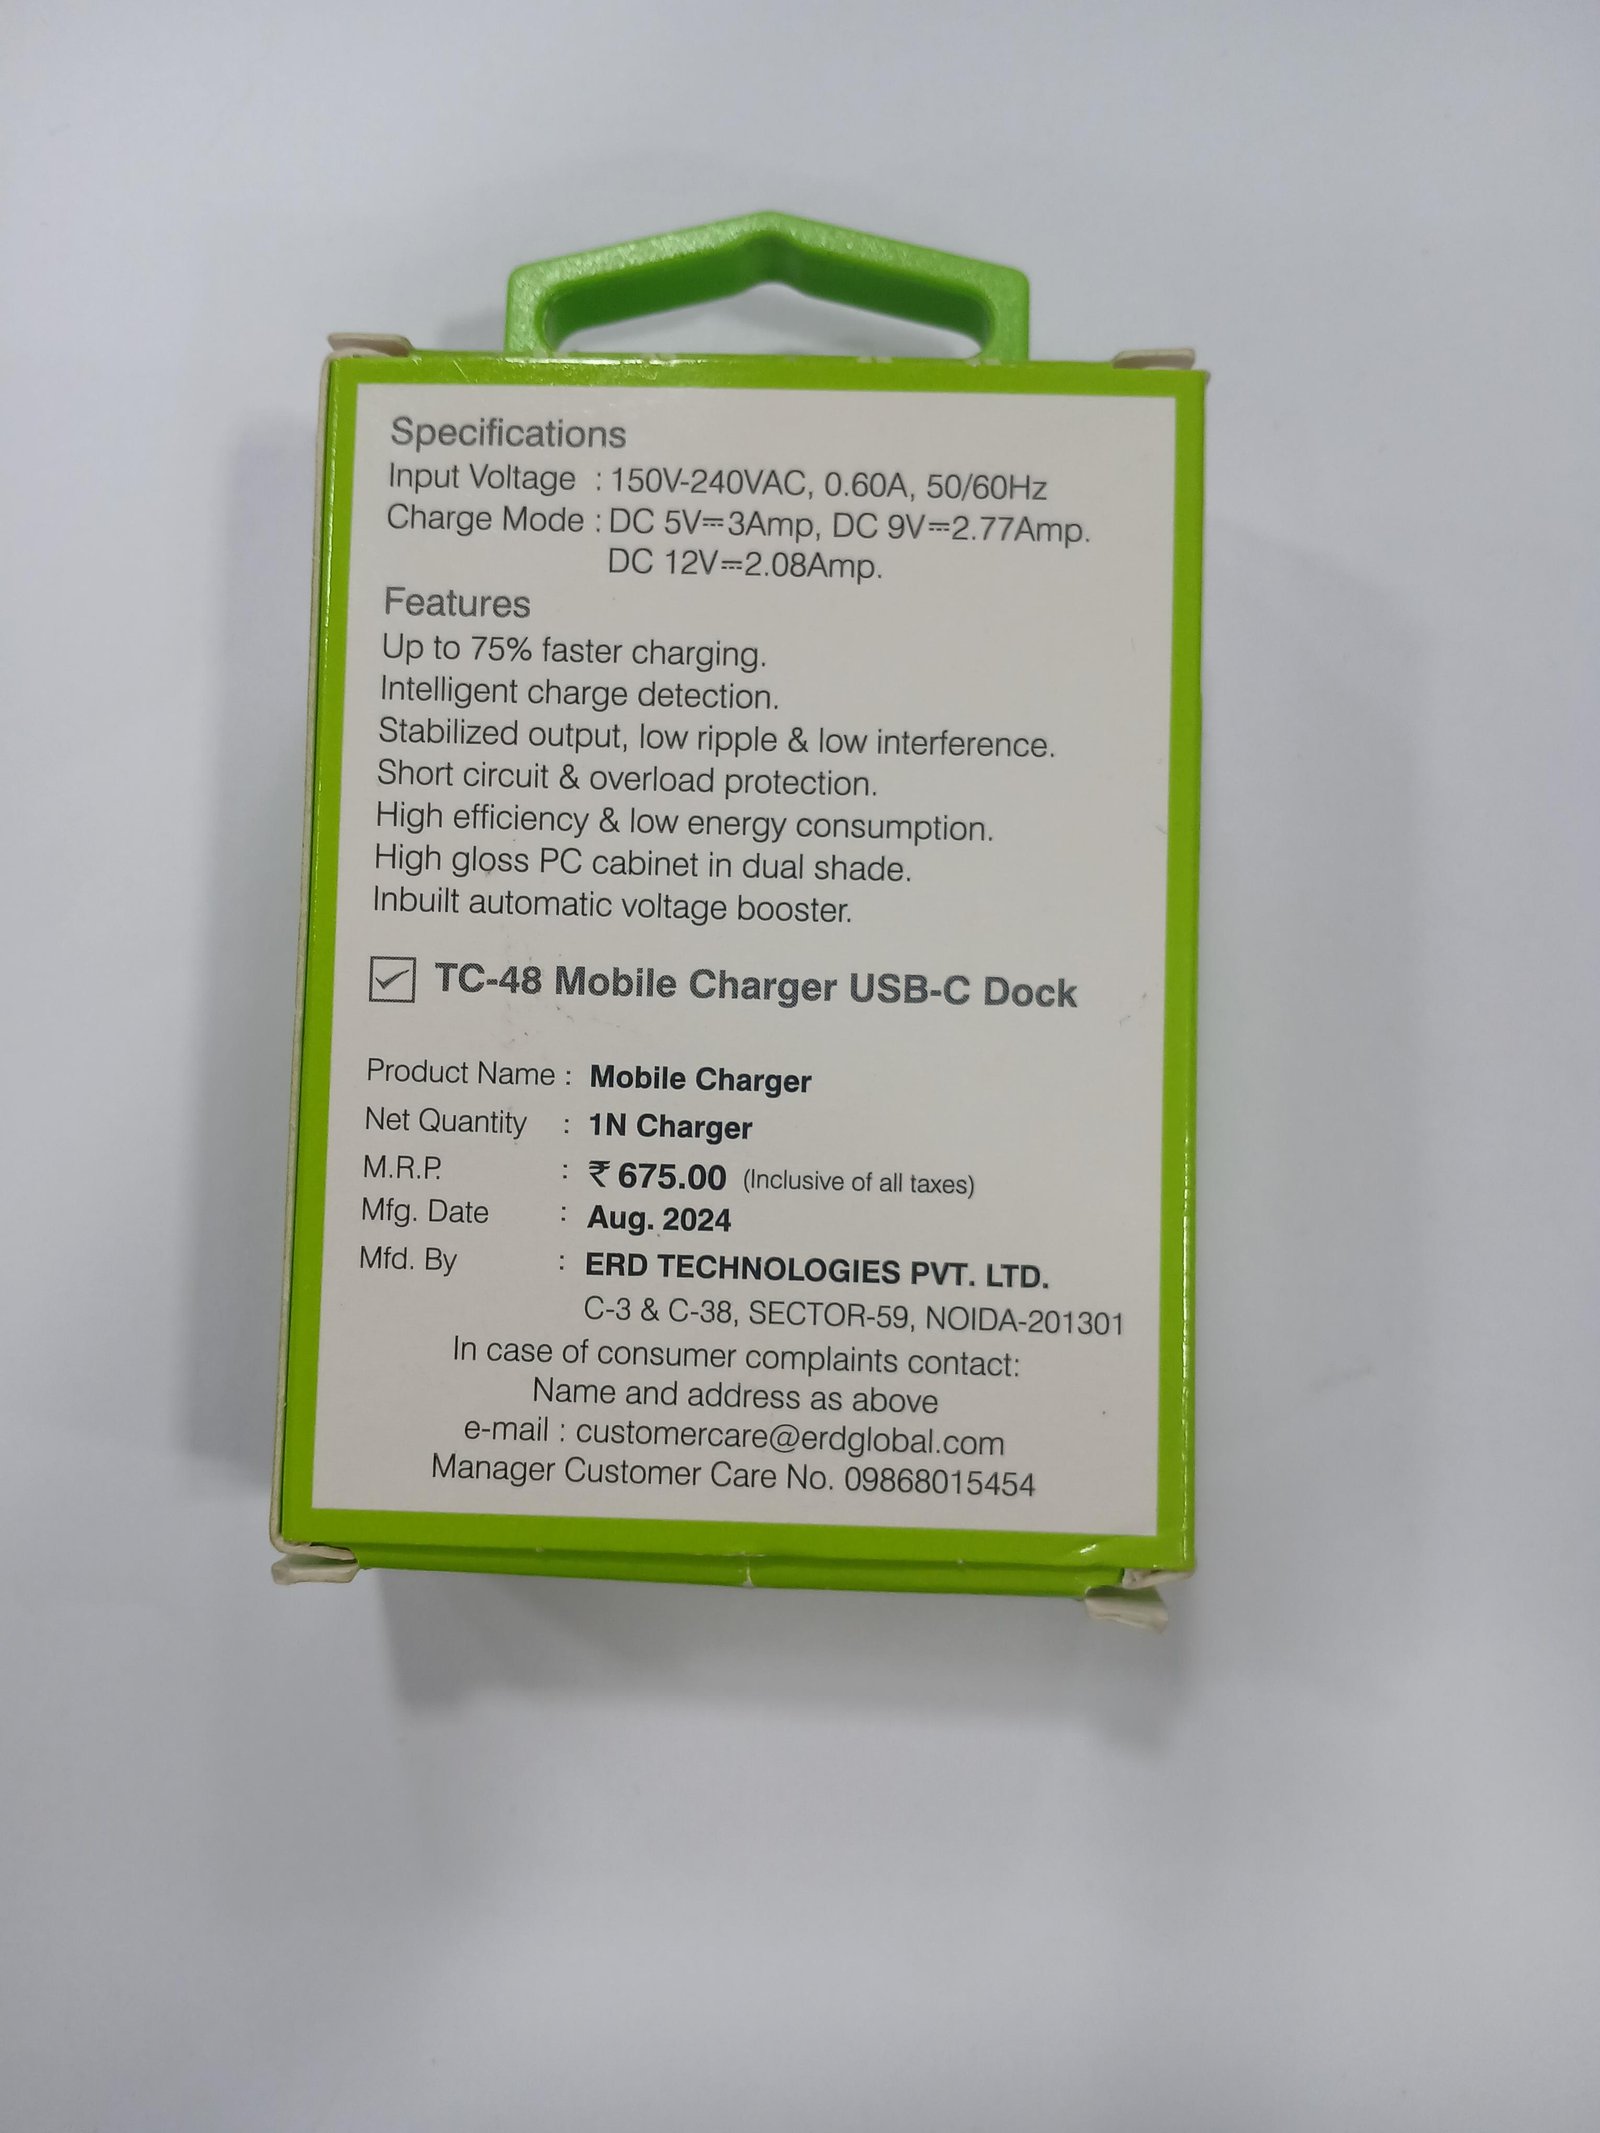 Specifications
Input Voltage : 150V-240VAC, 0.60A, 50/60Hz
Charge Mode : DC 5V⎓3Amp, DC 9V⎓2.77Amp.
DC 12V⎓2.08Amp.
Features
Up to 75% faster charging.
Intelligent charge detection.
Stabilized output, low ripple & low interference.
Short circuit & overload protection.
High efficiency & low energy consumption.
High gloss PC cabinet in dual shade.
Inbuilt automatic voltage booster.
TC-48 Mobile Charger USB-C Dock
Product Name : Mobile Charger
Net Quantity : 1N Charger
M.R.P. : ₹ 675.00 (Inclusive of all taxes)
Mfg. Date : Aug. 2024
Mfd. By : ERD TECHNOLOGIES PVT. LTD.
C-3 & C-38, SECTOR-59, NOIDA-201301
In case of consumer complaints contact:
Name and address as above
e-mail : customercare@erdglobal.com
Manager Customer Care No. 09868015454